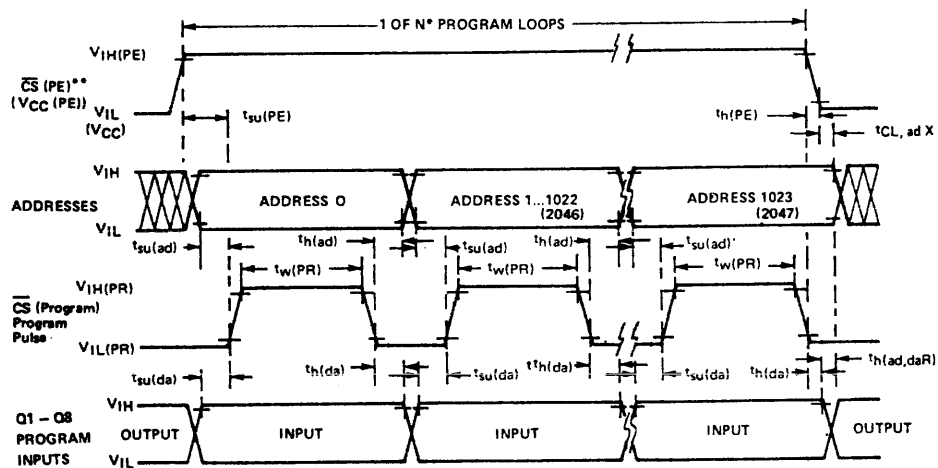 1 OF N* PROGRAM LOOPS
VIH(PE)
CS (PE)**
(VCC (PE))
VIL
(VCC)
tsu(PE)
th(PE)
tCL, ad X
VIH
ADDRESSES
VIL
ADDRESS 0
ADDRESS 1...1022
(2046)
ADDRESS 1023
(2047)
tsu(ad)
th(ad)
tsu(ad)
th(ad)
tsu(ad)
tw(PR)
tw(PR)
tw(PR)
VIH(PR)
CS (Program)
Program
Pulse
VIL(PR)
tsu(da)
th(da)
tsu(da)
th(da)
tsu(da)
th(da)
th(ad,daR)
VIH
Q1 – Q8
PROGRAM
INPUTS
VIL
OUTPUT
INPUT
INPUT
INPUT
OUTPUT